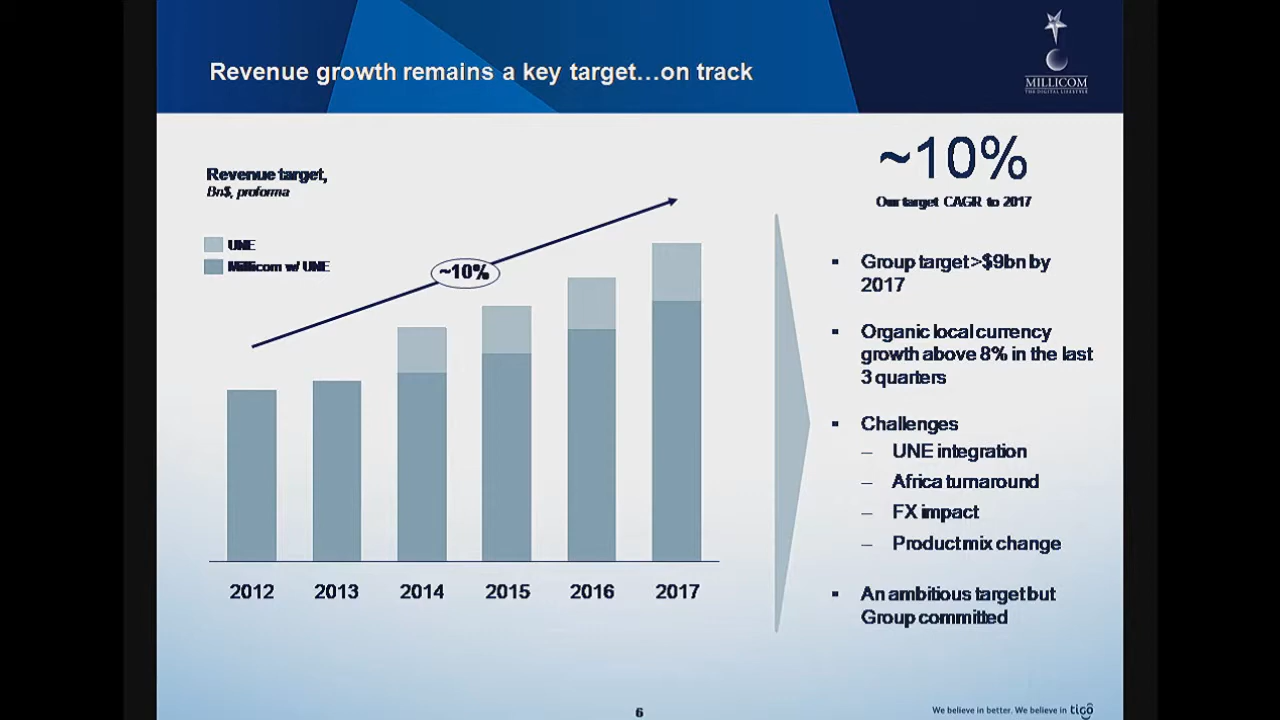 Revenue growth remains a key target...on track
MILLICOM
THE DIGITAL LIFESTYLE
Revenue target,
Bn$, proforma
UNE
Millicom w/ UNE
~10%
2012 2013 2014 2015 2016 2017
~10%
Our target CAGR to 2017
▪ Group target >$9bn by
2017
▪ Organic local currency
growth above 8% in the last
3 quarters
▪ Challenges
– UNE integration
– Africa turnaround
– FX impact
– Product mix change
▪ An ambitious target but
Group committed
6
We believe in better. We believe in tigo